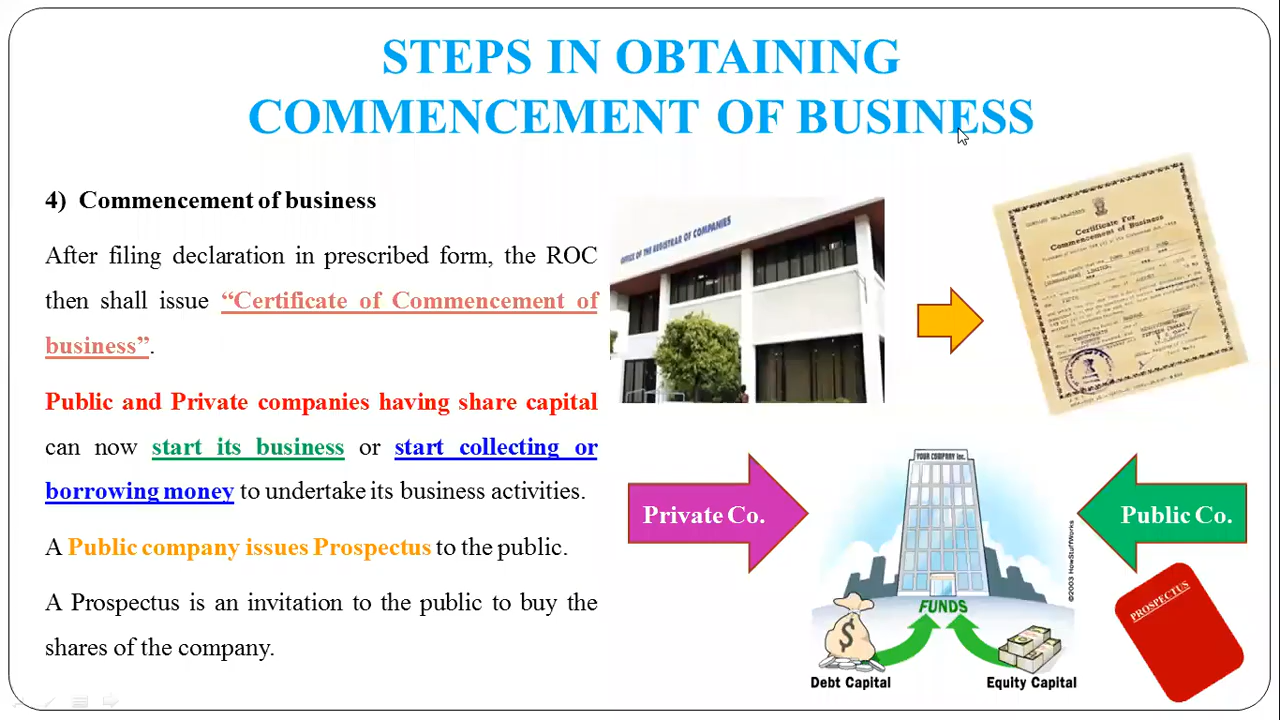 STEPS IN OBTAINING
COMMENCEMENT OF BUSINESS
4) Commencement of business
After filing declaration in prescribed form, the ROC
then shall issue “Certificate of Commencement of
business”.
Public and Private companies having share capital
can now start its business or start collecting or
borrowing money to undertake its business activities.
A Public company issues Prospectus to the public.
A Prospectus is an invitation to the public to buy the
shares of the company.
OFFICE OF THE REGISTRAR OF COMPANIES
Certificate For
Commencement of Business
Private Co.
YOUR COMPANY Inc.
FUNDS
Debt Capital
Equity Capital
©2003 HowStuffWorks
Public Co.
PROSPECTUS